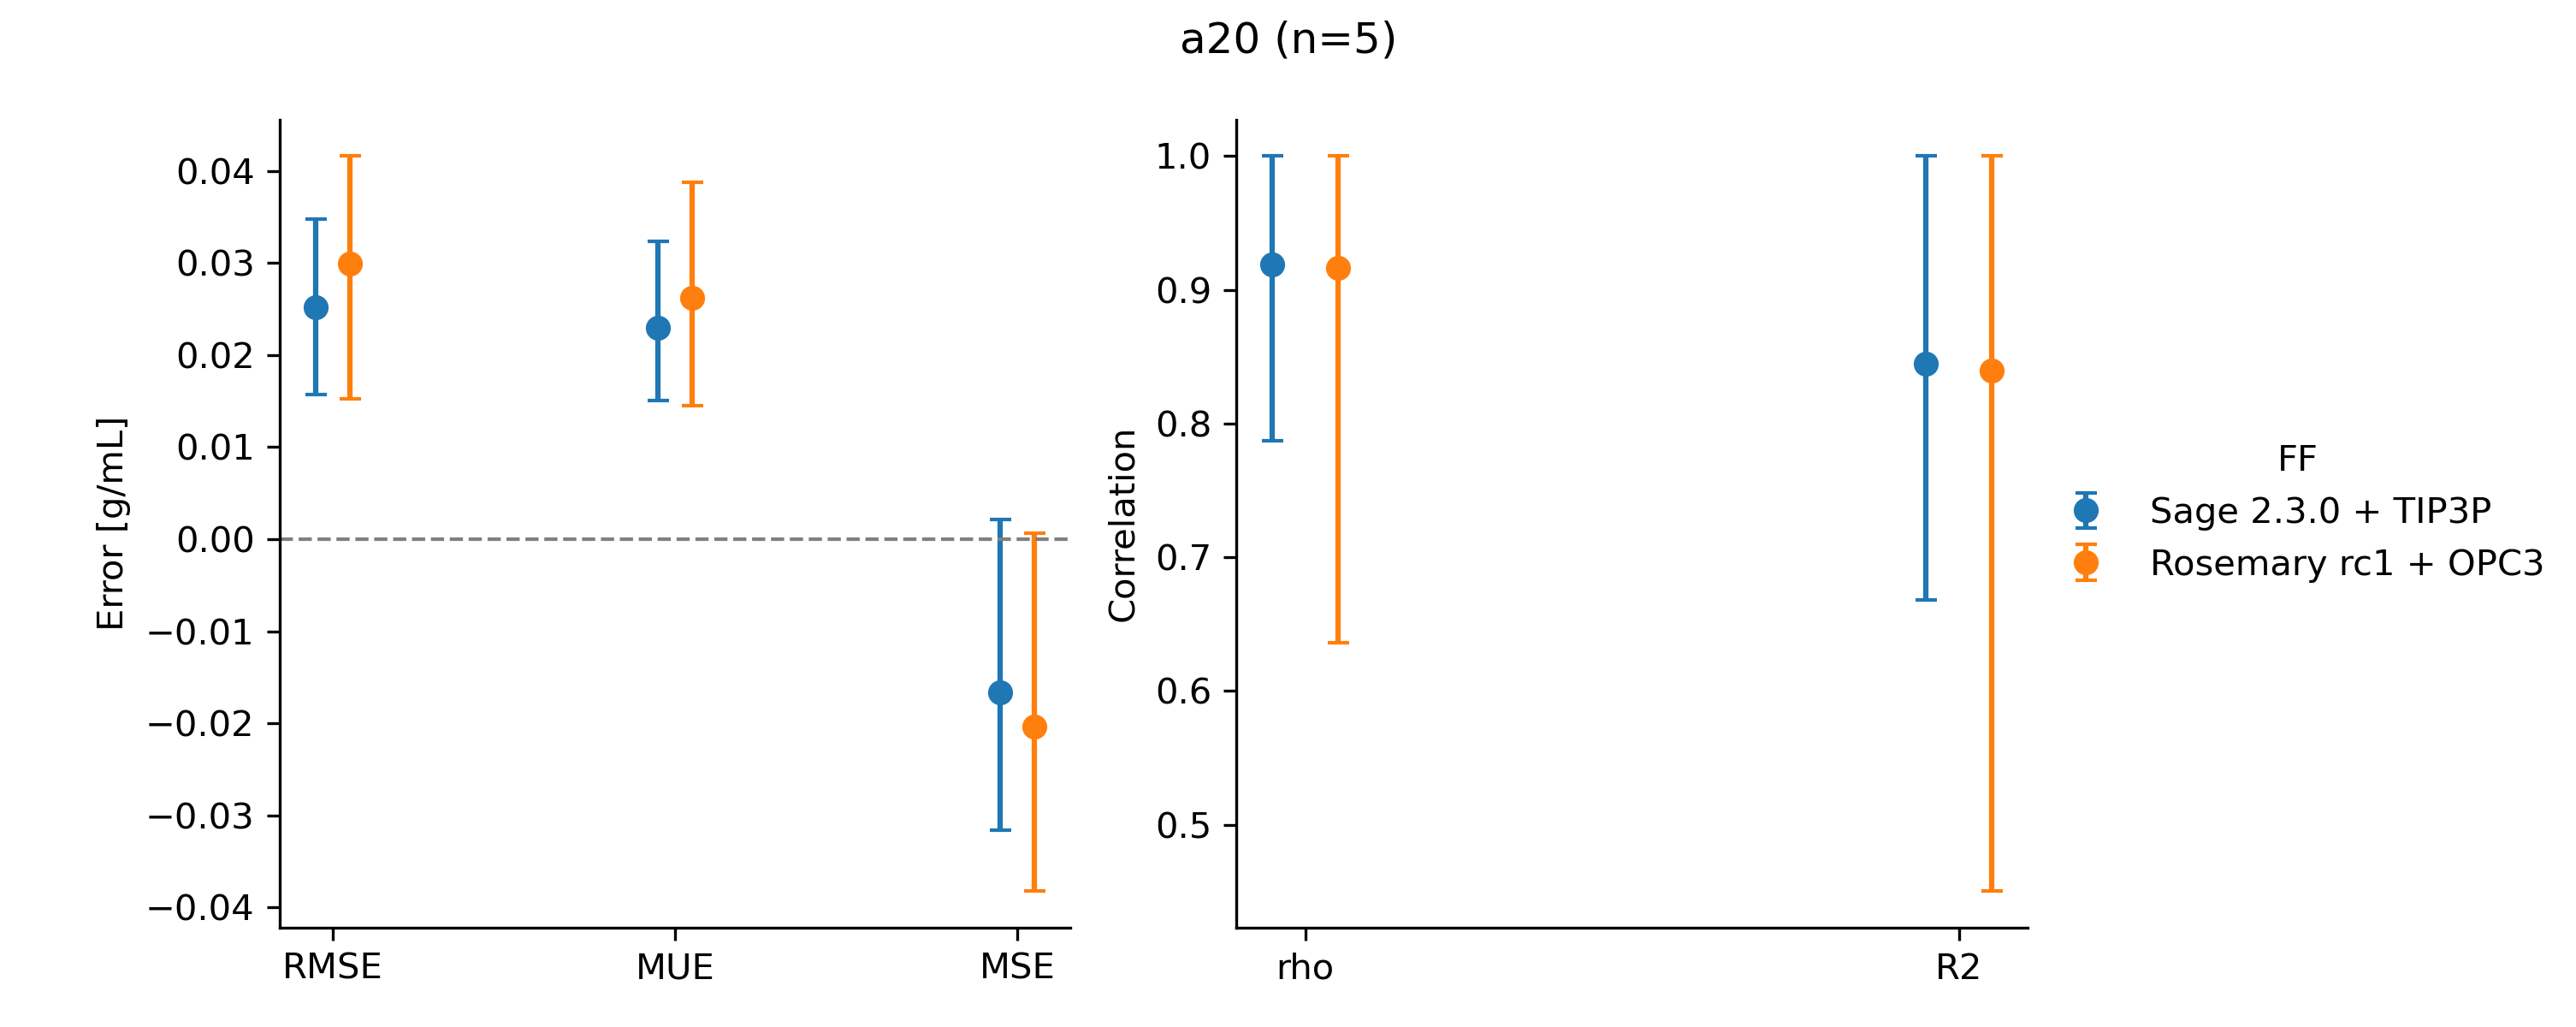 a20 (n=5)
Error [g/mL]
0.04
0.03
0.02
0.01
0.00
−0.01
−0.02
−0.03
−0.04
RMSE
MUE
MSE
Correlation
1.0
0.9
0.8
0.7
0.6
0.5
rho
R2
FF
Sage 2.3.0 + TIP3P
Rosemary rc1 + OPC3